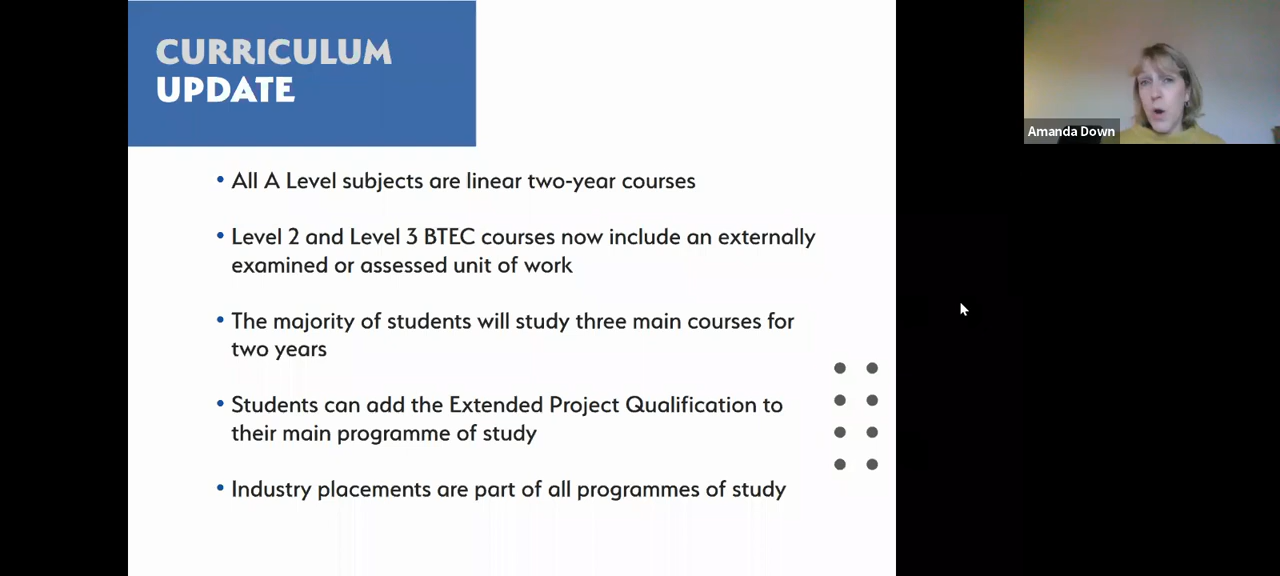 CURRICULUM
UPDATE
Amanda Down
• All A Level subjects are linear two-year courses
• Level 2 and Level 3 BTEC courses now include an externally
examined or assessed unit of work
• The majority of students will study three main courses for
two years
• Students can add the Extended Project Qualification to
their main programme of study
• Industry placements are part of all programmes of study